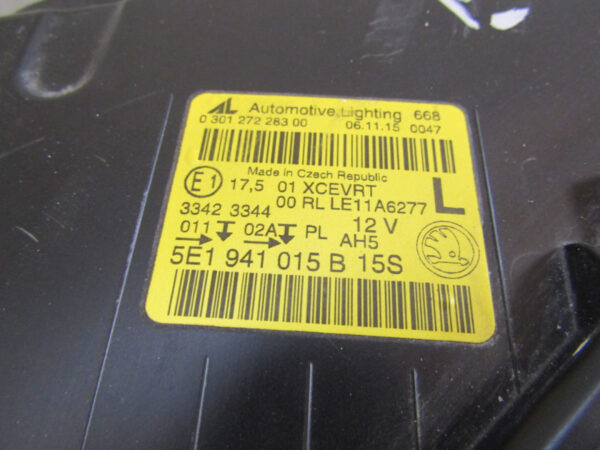 AL Automotive Lighting 668
0 301 272 283 00 06.11.15 0047
Made in Czech Republic
E1 17,5 01 XCEVRT
00 RL LE11A6277 L
3342 3344 12 V
011 02A PL AH5
5E1 941 015 B 15S